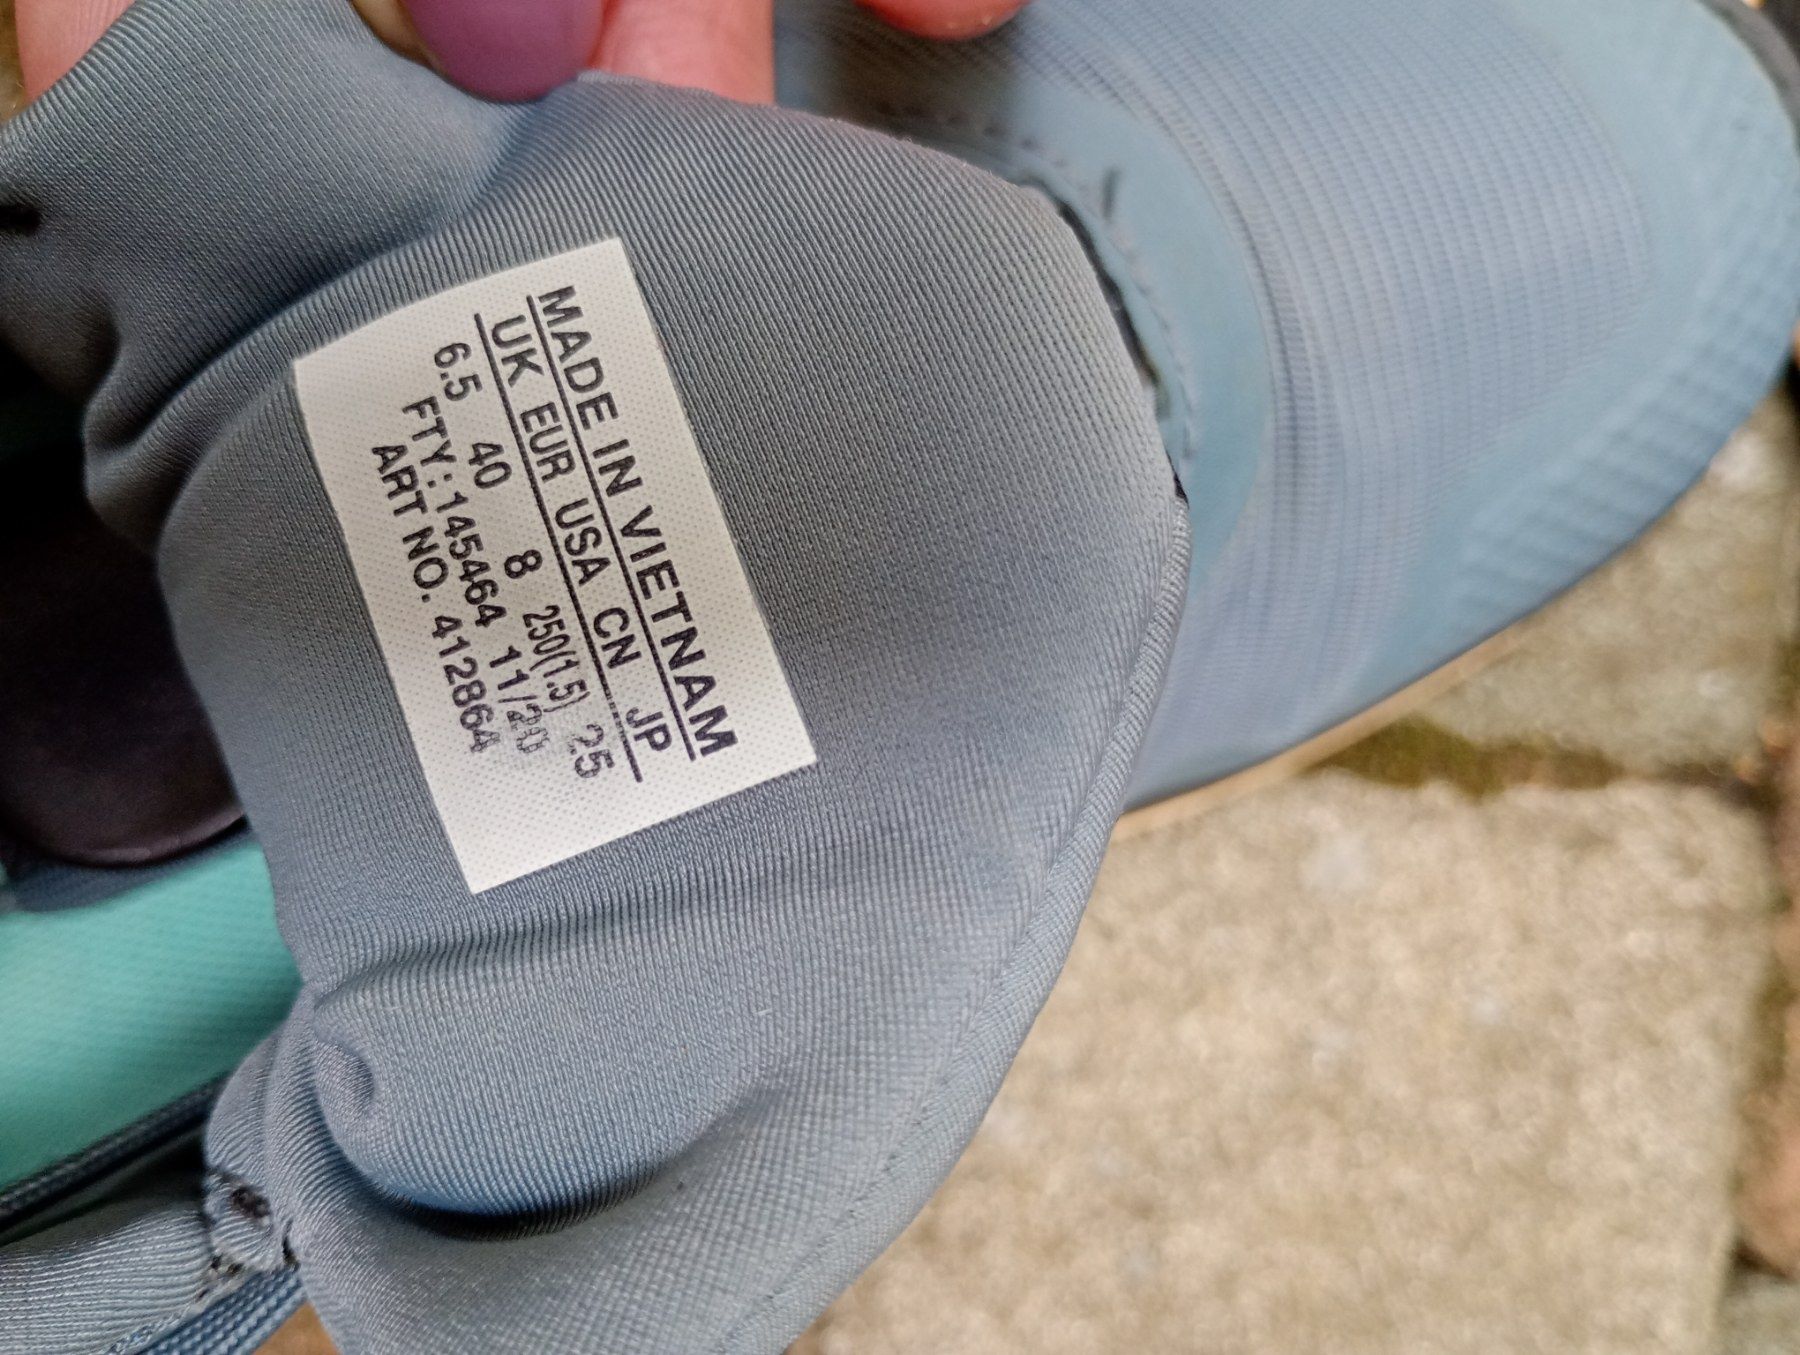 MADE IN VIETNAM
UK EUR USA CN JP
6.5 40 8 250(1.5) 25
FTY: 145464 11/20
ART NO. 412864